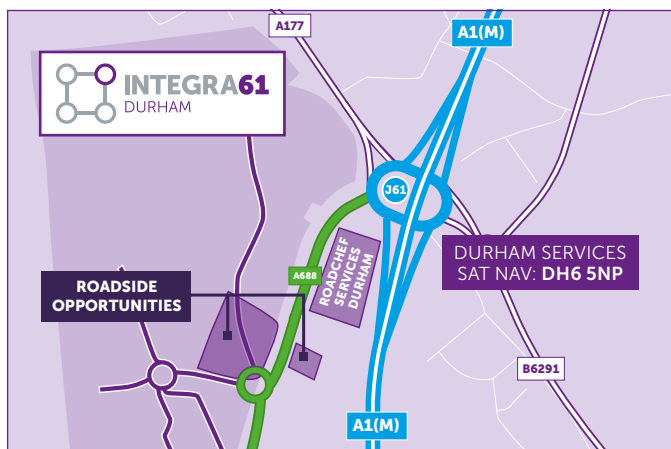 A177
A1(M)
INTEGRA61
DURHAM
J61
DURHAM SERVICES
SAT NAV: DH6 5NP
A688
ROADCHEF
SERVICES
DURHAM
ROADSIDE
OPPORTUNITIES
B6291
A1(M)